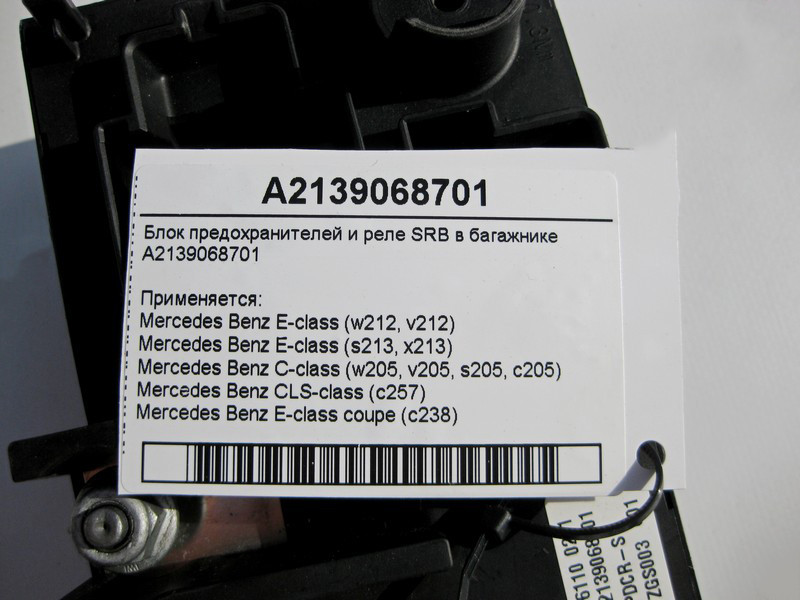 A2139068701
Блок предохранителей и реле SRB в багажнике
A2139068701
Применяется:
Mercedes Benz E-class (w212, v212)
Mercedes Benz E-class (s213, x213)
Mercedes Benz C-class (w205, v205, s205, c205)
Mercedes Benz CLS-class (c257)
Mercedes Benz E-class coupe (c238)
ZGS003